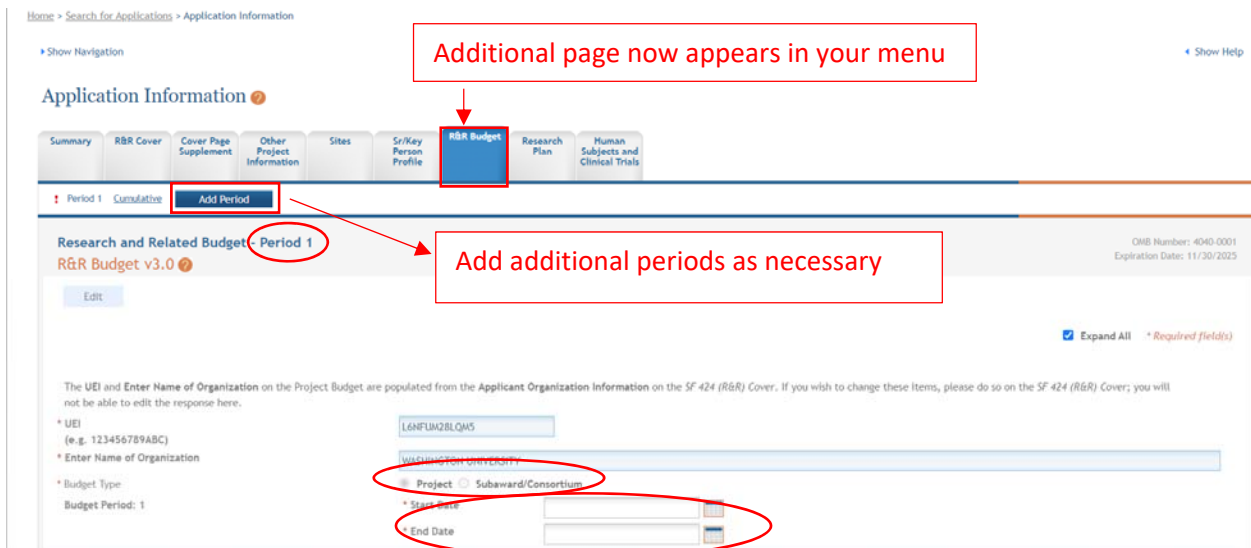 Home > Search for Applications > Application Information
Show Navigation
Additional page now appears in your menu
Show Help
Application Information ?
Summary
R&R Cover
Cover Page Supplement
Other Project Information
Sites
Sr/Key Person Profile
R&R Budget
Research Plan
Human Subjects and Clinical Trials
! Period 1 Cumulative Add Period
Research and Related Budget - Period 1
OMB Number: 4040-0001
R&R Budget v3.0 ?
Expiration Date: 11/30/2025
Add additional periods as necessary
Edit
Expand All * Required field(s)
The UEI and Enter Name of Organization on the Project Budget are populated from the Applicant Organization Information on the SF 424 (R&R) Cover. If you wish to change these items, please do so on the SF 424 (R&R) Cover; you will
not be able to edit the response here.
* UEI
(e.g. 123456789ABC)
L6NFUM28LQM5
* Enter Name of Organization
WASHINGTON UNIVERSITY
* Budget Type
Project Subaward/Consortium
Budget Period: 1
* Start Date
* End Date